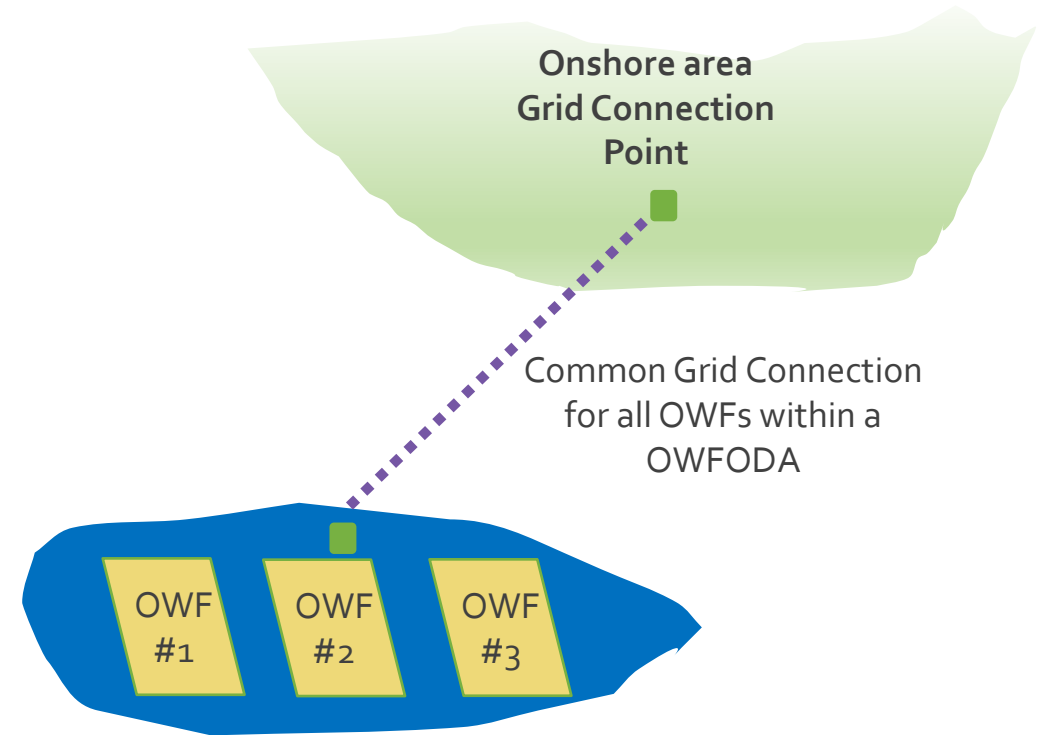 Onshore area
Grid Connection
Point
Common Grid Connection
for all OWFs within a
OWFODA
OWF
#1
OWF
#2
OWF
#3